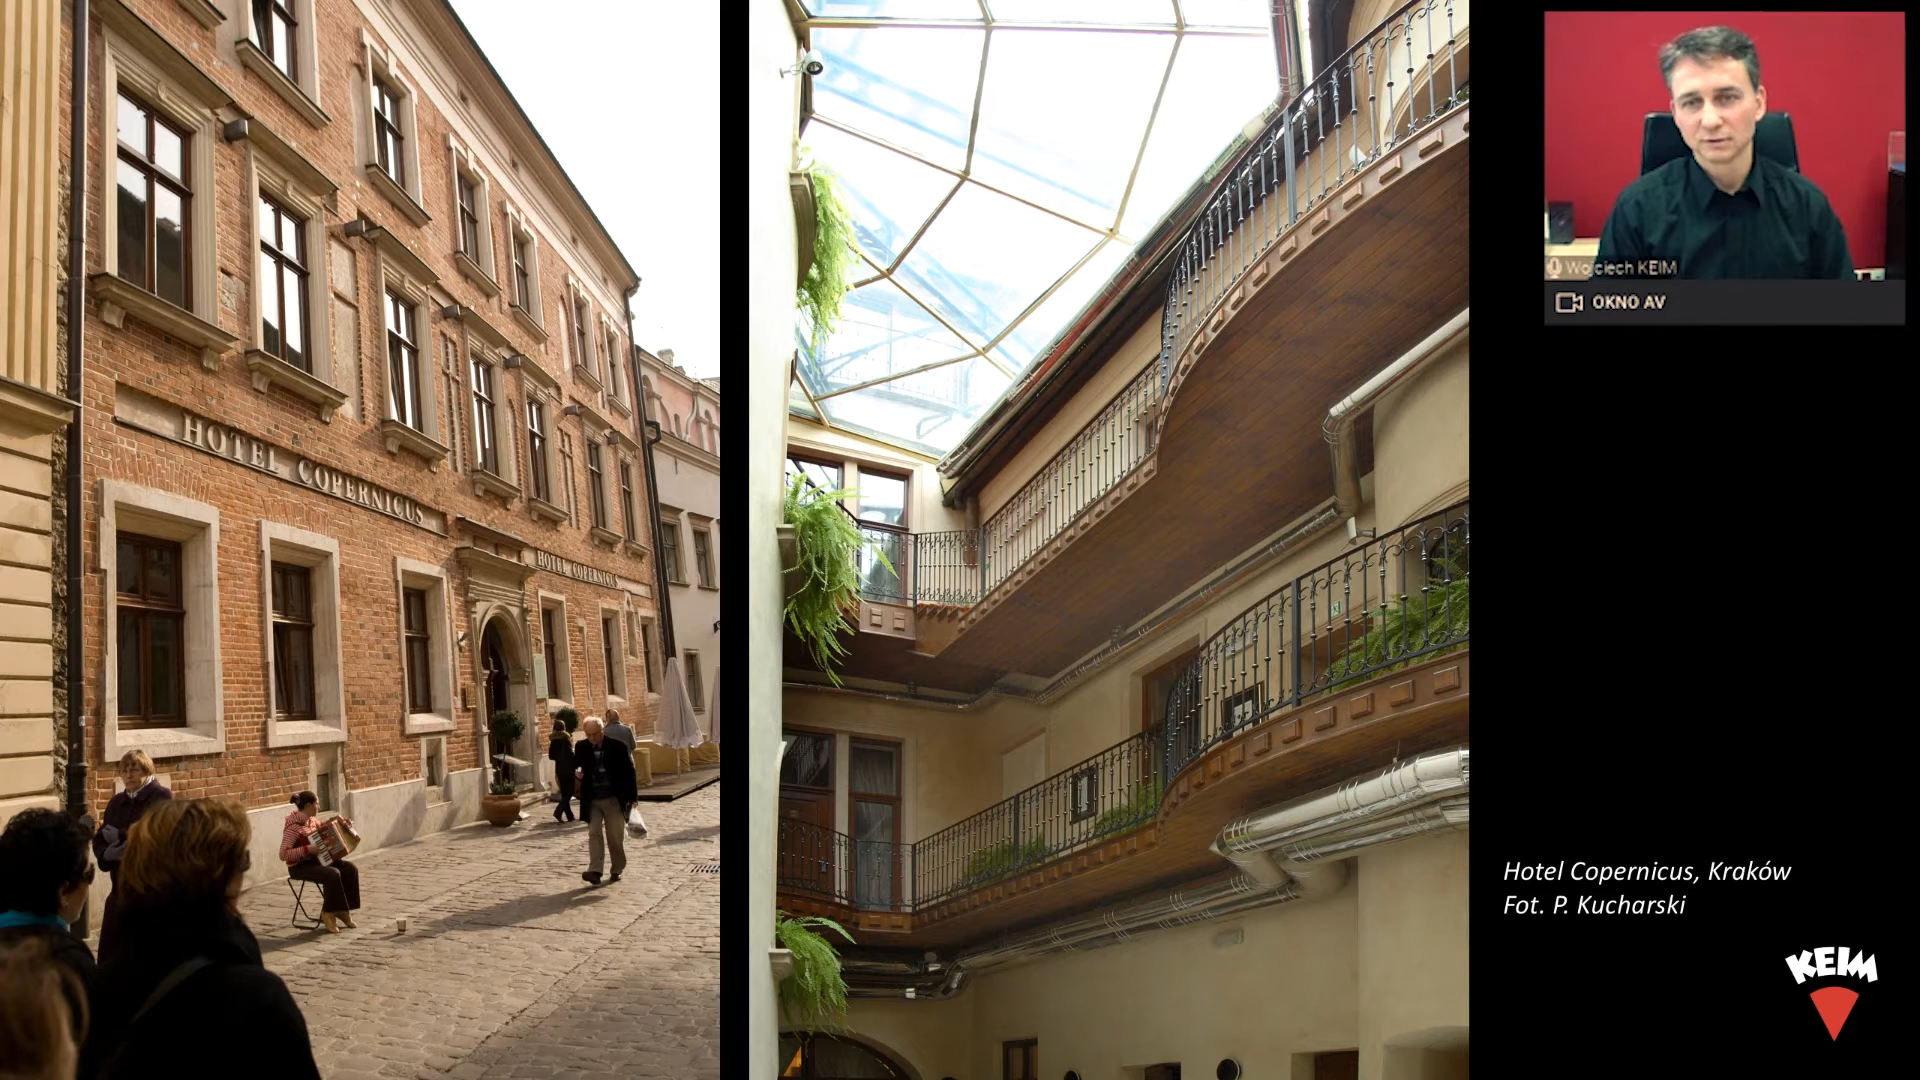 HOTEL COPERNICUS
HOTEL COPERNICUS
Wojciech KEIM
OKNO AV
Hotel Copernicus, Kraków
Fot. P. Kucharski
KEIM